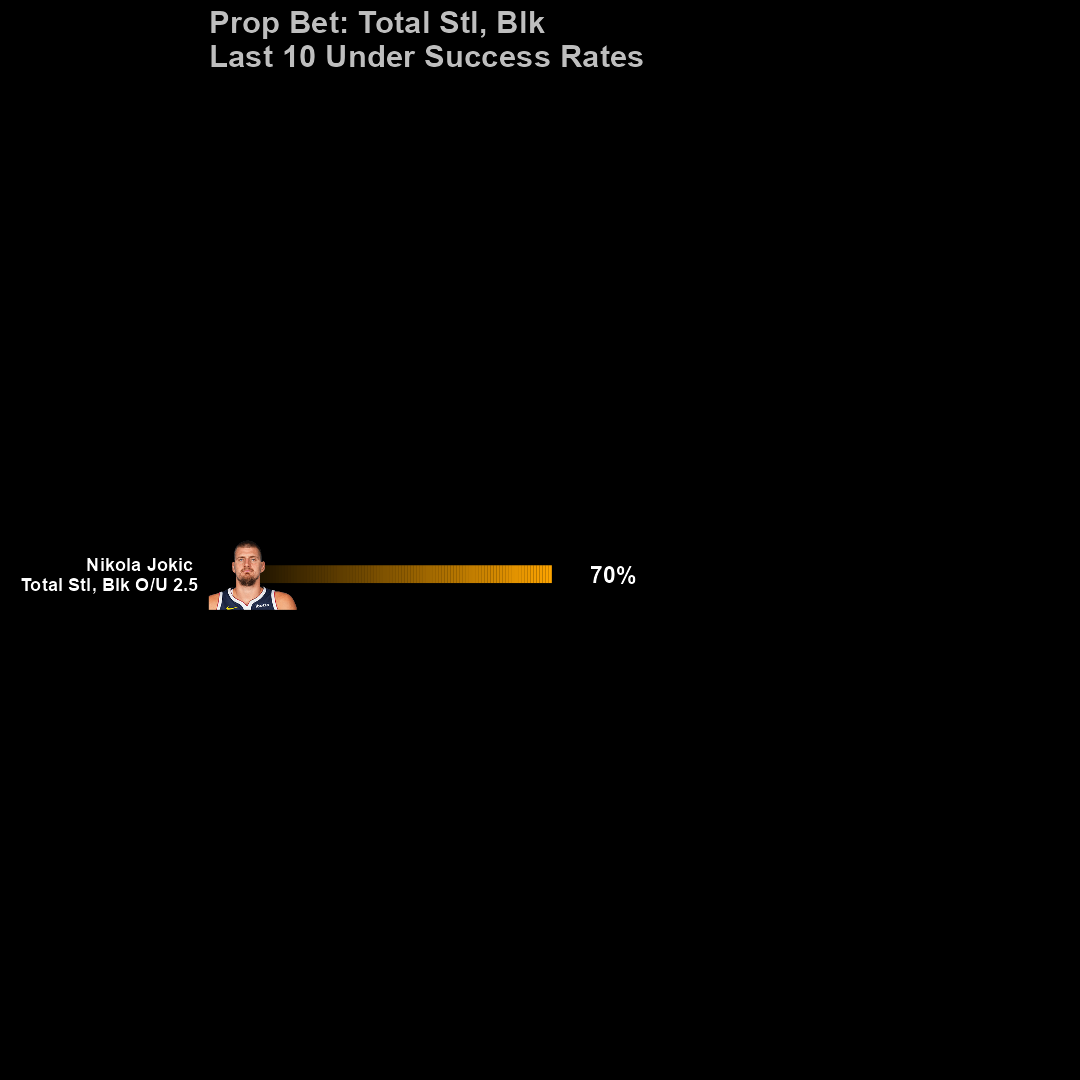 Prop Bet: Total Stl, Blk
Last 10 Under Success Rates
Nikola Jokic
Total Stl, Blk O/U 2.5
70%